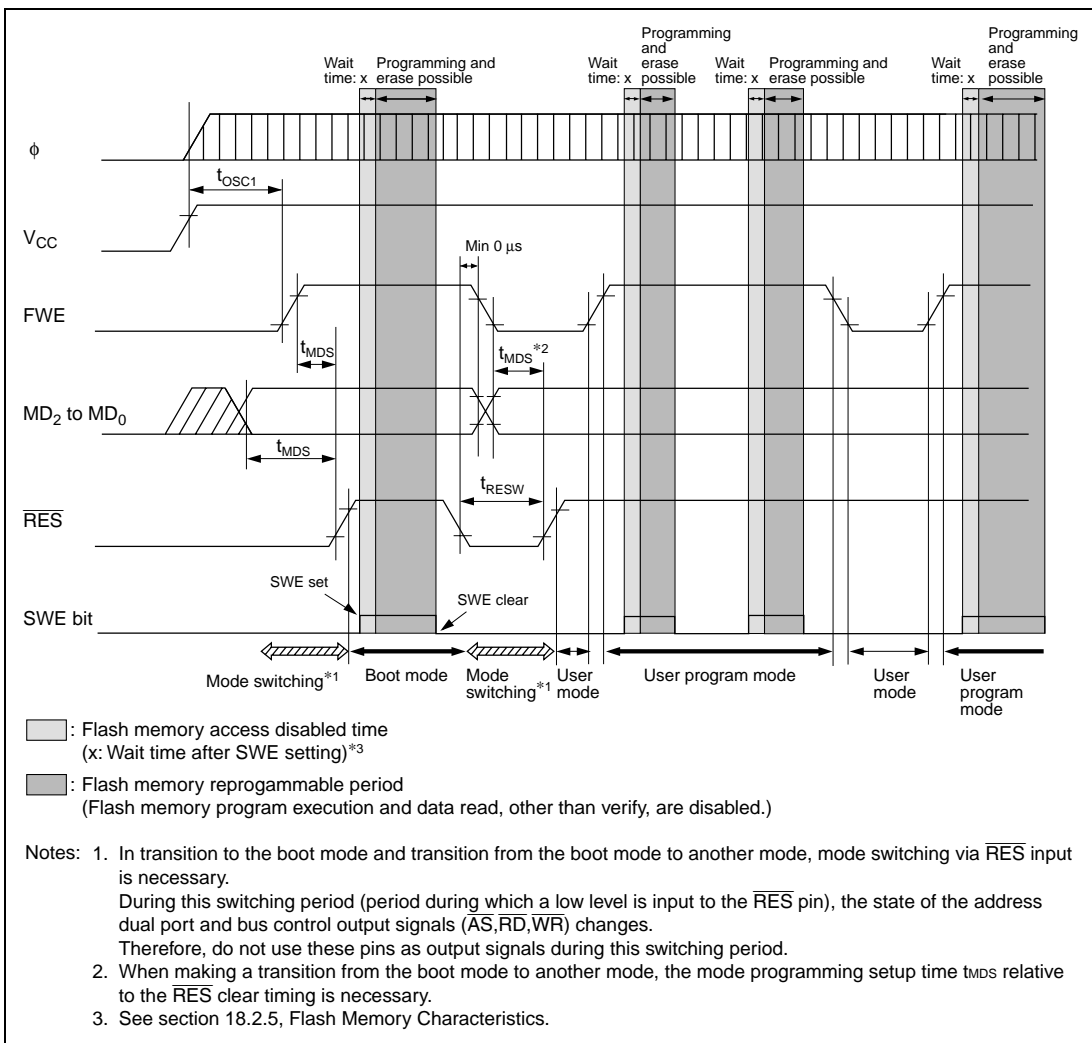 Programming
and
erase
possible
Programming
and
erase
possible
Wait
time: x
Programming and
erase possible
Wait
time: x
Wait
time: x
Programming and
erase possible
Wait
time: x
ϕ
tOSC1
VCC
Min 0 µs
FWE
tMDS
tMDS*2
MD2 to MD0
tMDS
tRESW
RES
SWE set
SWE clear
SWE bit
Mode switching*1
Boot mode
Mode
switching*1
User
mode
User program mode
User
mode
User
program
mode
: Flash memory access disabled time
(x: Wait time after SWE setting)*3
: Flash memory reprogammable period
(Flash memory program execution and data read, other than verify, are disabled.)
Notes: 1. In transition to the boot mode and transition from the boot mode to another mode, mode switching via RES input
is necessary.
During this switching period (period during which a low level is input to the RES pin), the state of the address
dual port and bus control output signals (AS,RD,WR) changes.
Therefore, do not use these pins as output signals during this switching period.
2. When making a transition from the boot mode to another mode, the mode programming setup time tMDS relative
to the RES clear timing is necessary.
3. See section 18.2.5, Flash Memory Characteristics.